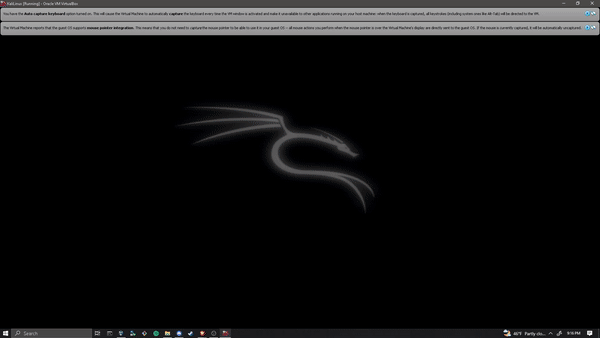 KaliLinux [Running] - Oracle VM VirtualBox
You have the Auto capture keyboard option turned on. This will cause the Virtual Machine to automatically capture the keyboard every time the VM window is activated and make it unavailable to other applications running on your host machine: when the keyboard is captured, all keystrokes (including system ones like Alt-Tab) will be directed to the VM.
The Virtual Machine reports that the guest OS supports mouse pointer integration. This means that you do not need to capture the mouse pointer to be able to use it in your guest OS -- all mouse actions you perform when the mouse pointer is over the Virtual Machine's display are directly sent to the guest OS. If the mouse is currently captured, it will be automatically uncaptured.
Search 46°F Partly clo... 9:19 PM